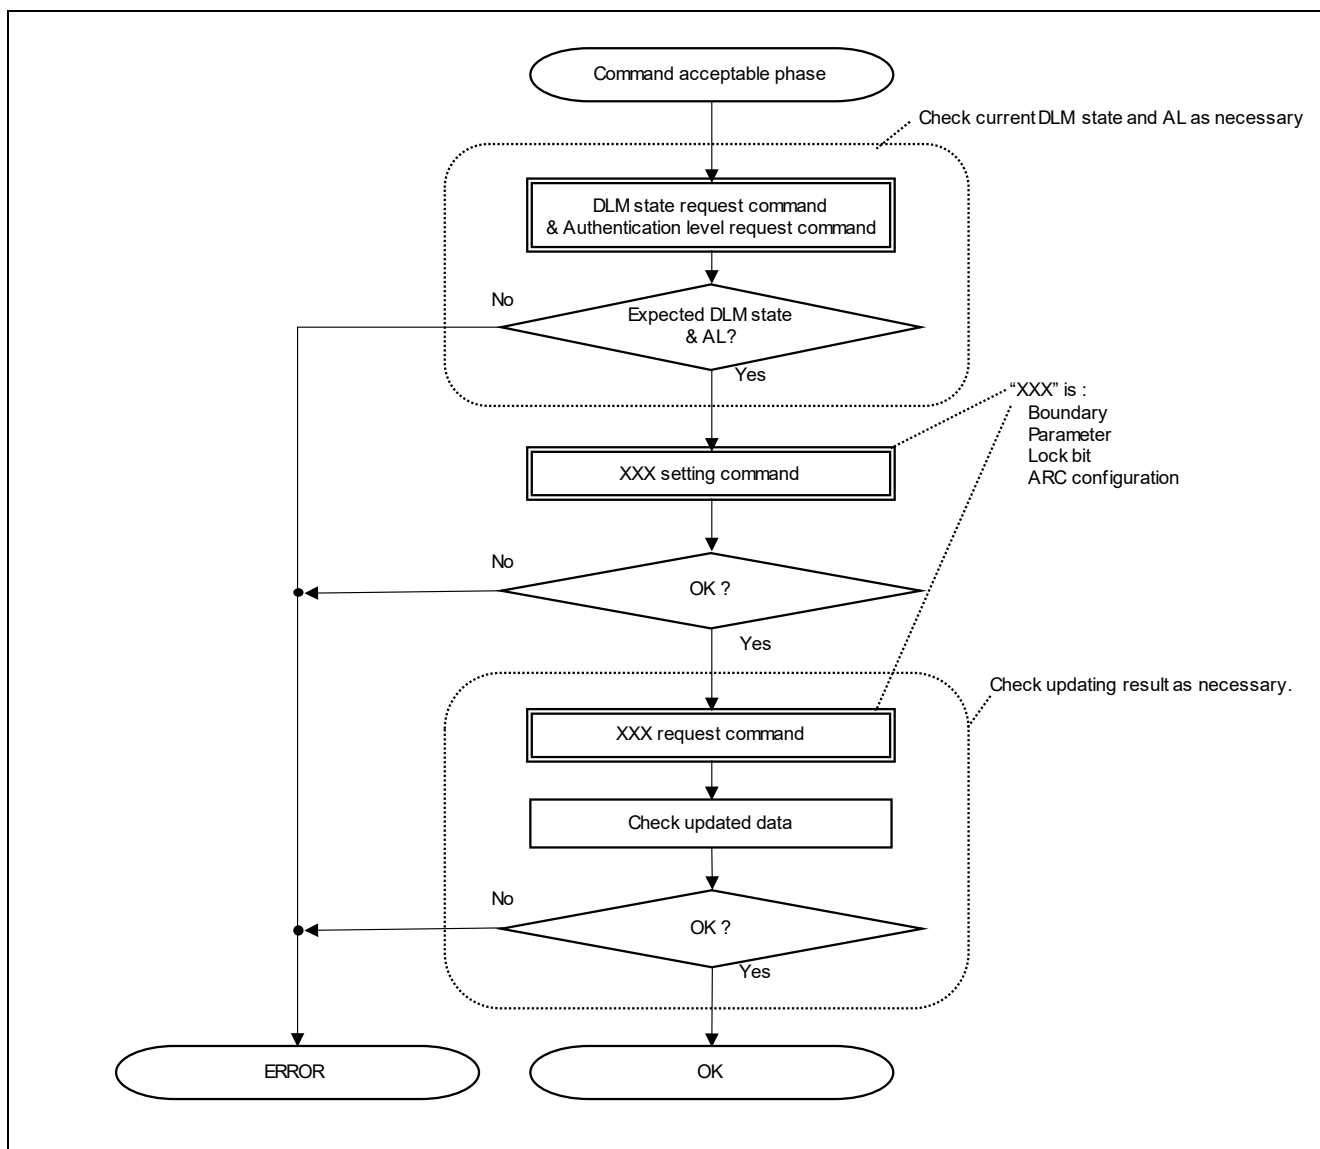 Command acceptable phase
Check current DLM state and AL as necessary
DLM state request command
& Authentication level request command
No
Expected DLM state
& AL?
Yes
“XXX” is :
Boundary
Parameter
Lock bit
ARC configuration
XXX setting command
No
OK ?
Yes
Check updating result as necessary.
XXX request command
Check updated data
No
OK ?
Yes
ERROR
OK